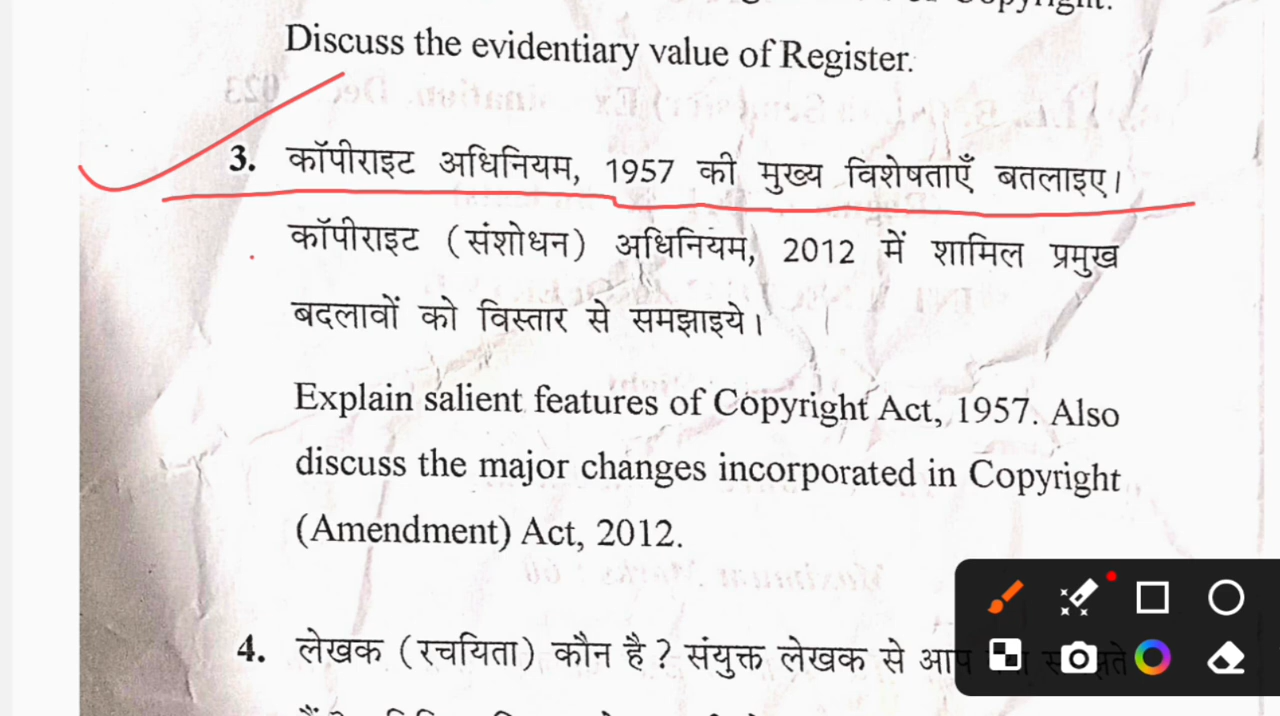 Discuss the evidentiary value of Register.
3. कॉपीराइट अधिनियम, 1957 की मुख्य विशेषताएँ बतलाइए।
कॉपीराइट (संशोधन) अधिनियम, 2012 में शामिल प्रमुख
बदलावों को विस्तार से समझाइये।
Explain salient features of Copyright Act, 1957. Also
discuss the major changes incorporated in Copyright
(Amendment) Act, 2012.
4. लेखक (रचयिता) कौन है ? संयुक्त लेखक से आप